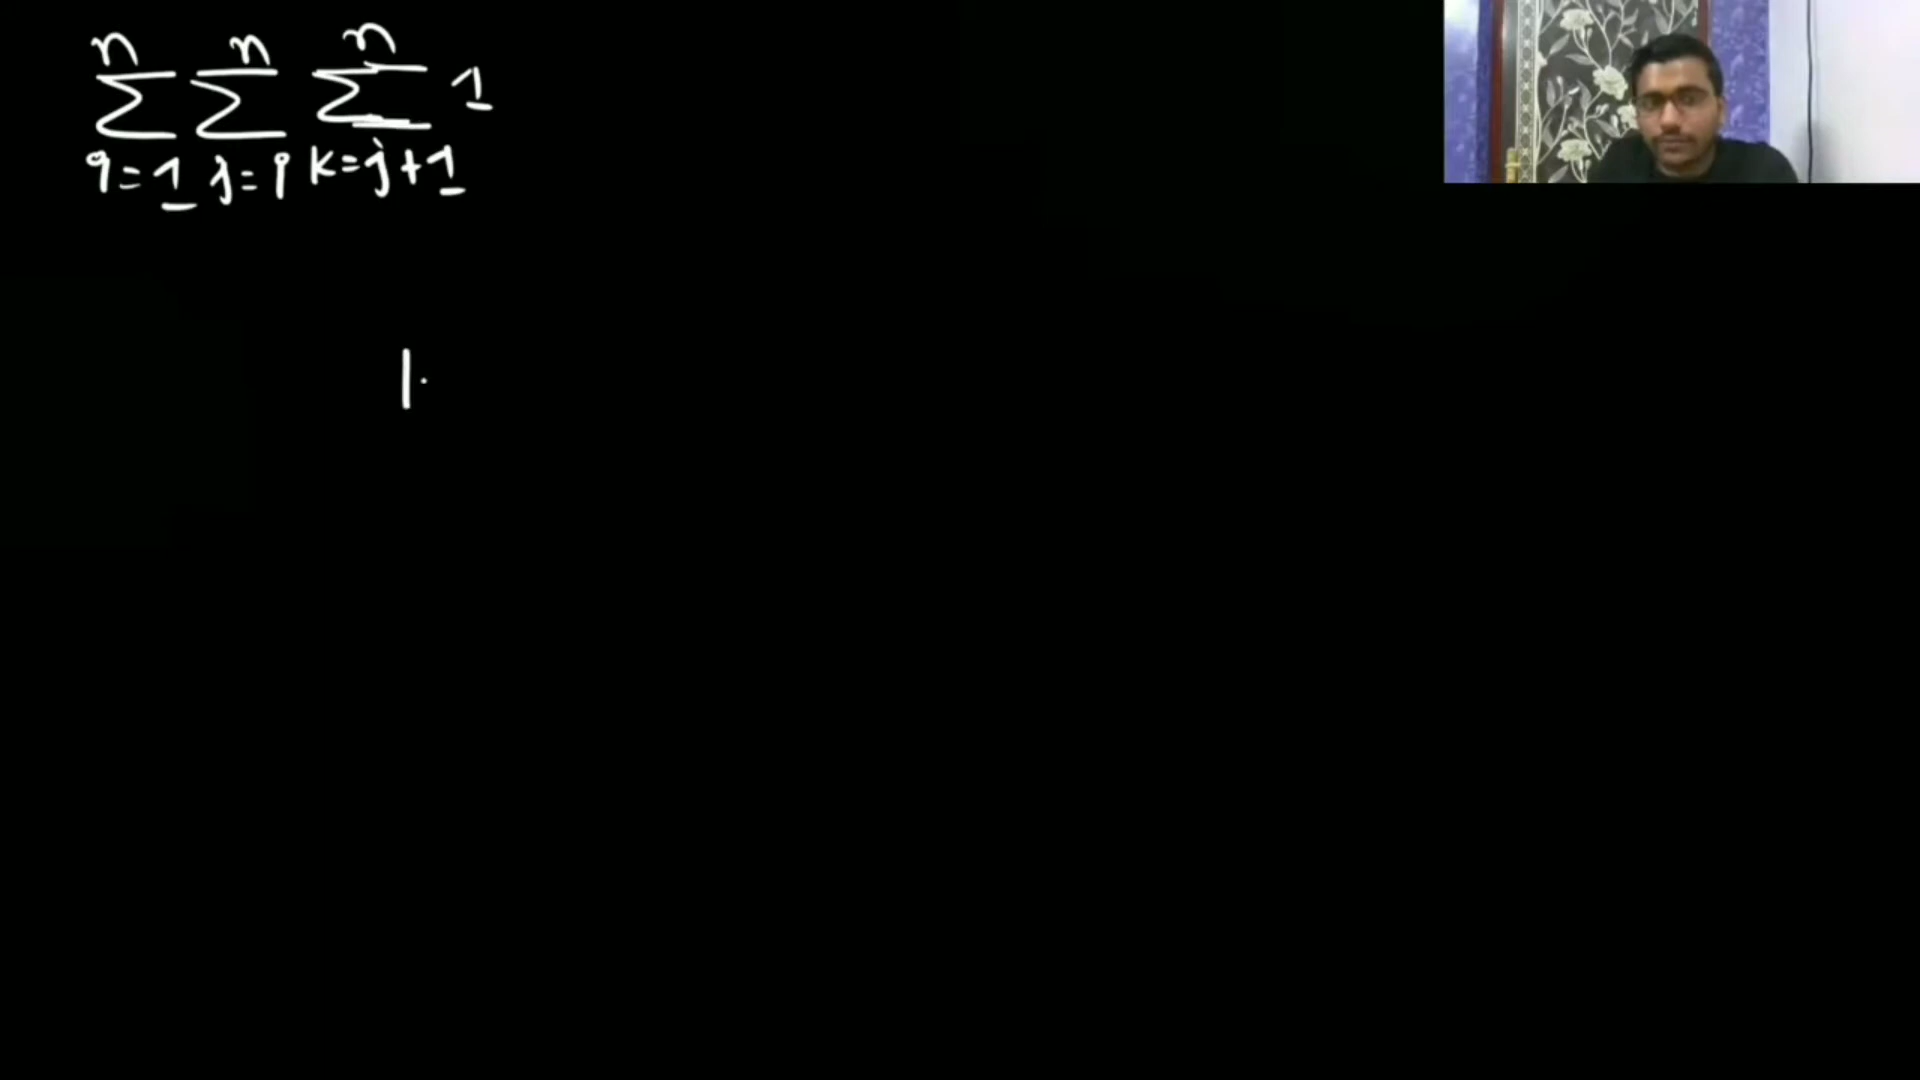 n n n
∑ ∑ ∑ 1
i=1 j=i k=j+1